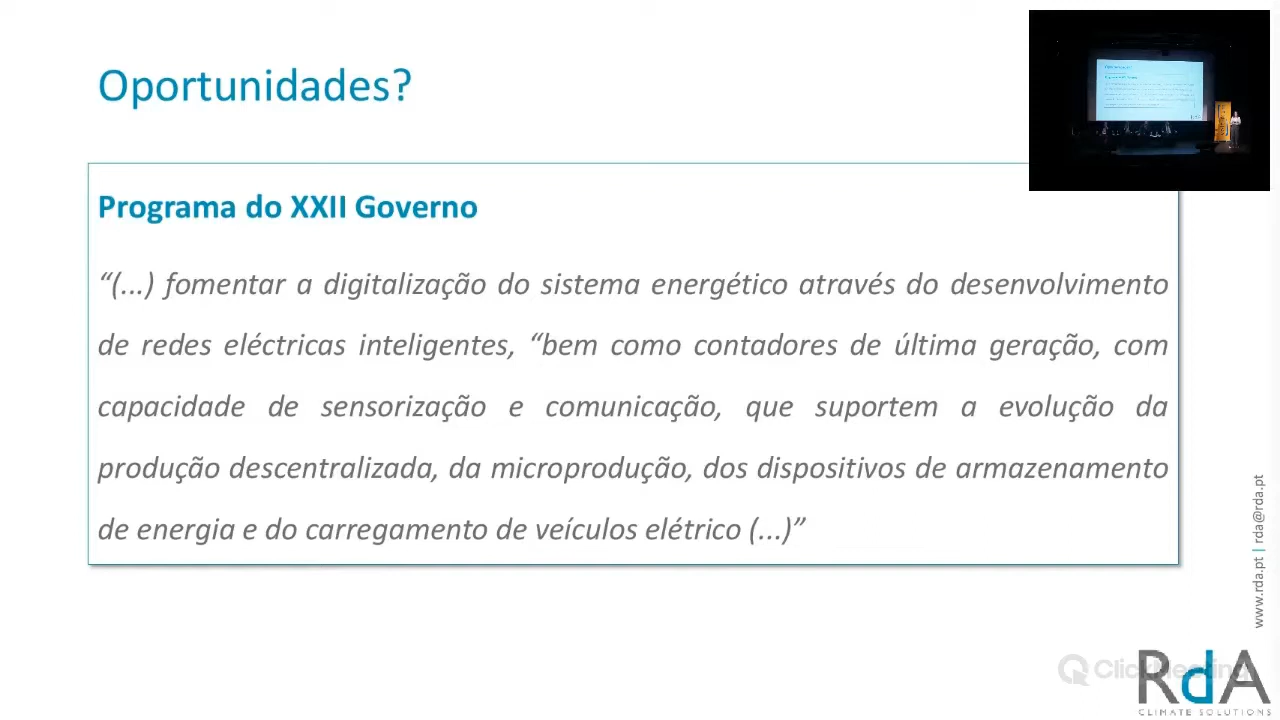 Oportunidades?
Programa do XXII Governo
“(...) fomentar a digitalização do sistema energético através do desenvolvimento
de redes eléctricas inteligentes, “bem como contadores de última geração, com
capacidade de sensorização e comunicação, que suportem a evolução da
produção descentralizada, da microprodução, dos dispositivos de armazenamento
de energia e do carregamento de veículos elétrico (...)”
www.rda.pt | rda@rda.pt
ClickMeeting
RdA
CLIMATE SOLUTIONS